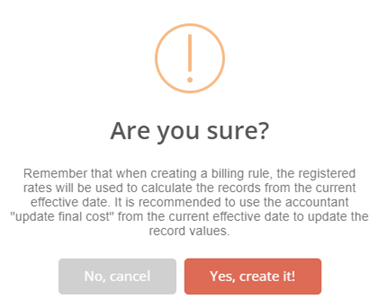 Are you sure?
Remember that when creating a billing rule, the registered
rates will be used to calculate the records from the current
effective date. It is recommended to use the accountant
"update final cost" from the current effective date to update the
record values.
No, cancel
Yes, create it!